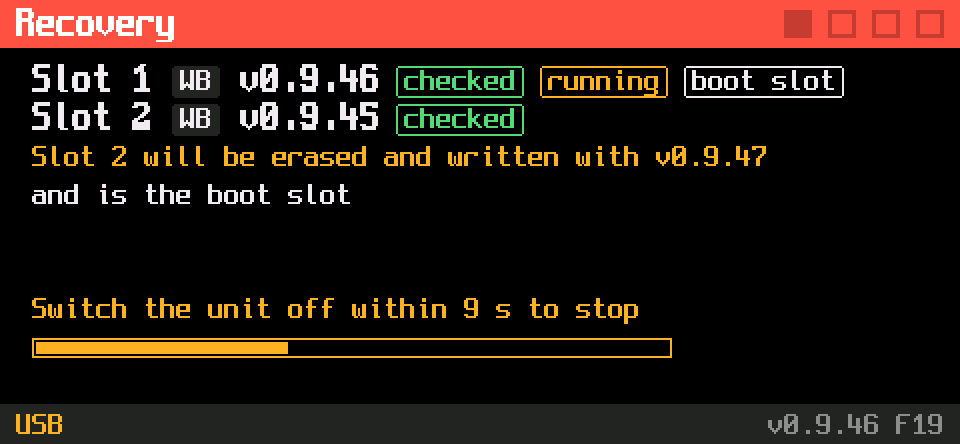 Recovery
Slot 1 WB v0.9.46 checked running boot slot
Slot 2 WB v0.9.45 checked
Slot 2 will be erased and written with v0.9.47
and is the boot slot
Switch the unit off within 9 s to stop
USB v0.9.46 F19